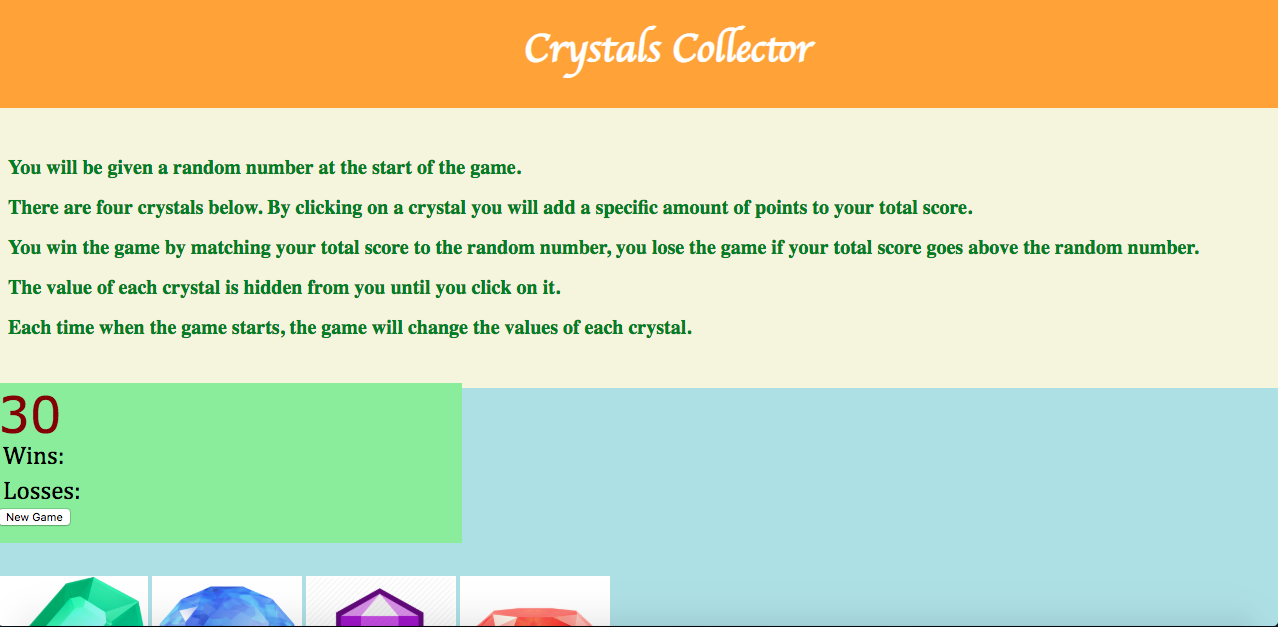 Crystals Collector
You will be given a random number at the start of the game.
There are four crystals below. By clicking on a crystal you will add a specific amount of points to your total score.
You win the game by matching your total score to the random number, you lose the game if your total score goes above the random number.
The value of each crystal is hidden from you until you click on it.
Each time when the game starts, the game will change the values of each crystal.
30
Wins:
Losses:
New Game